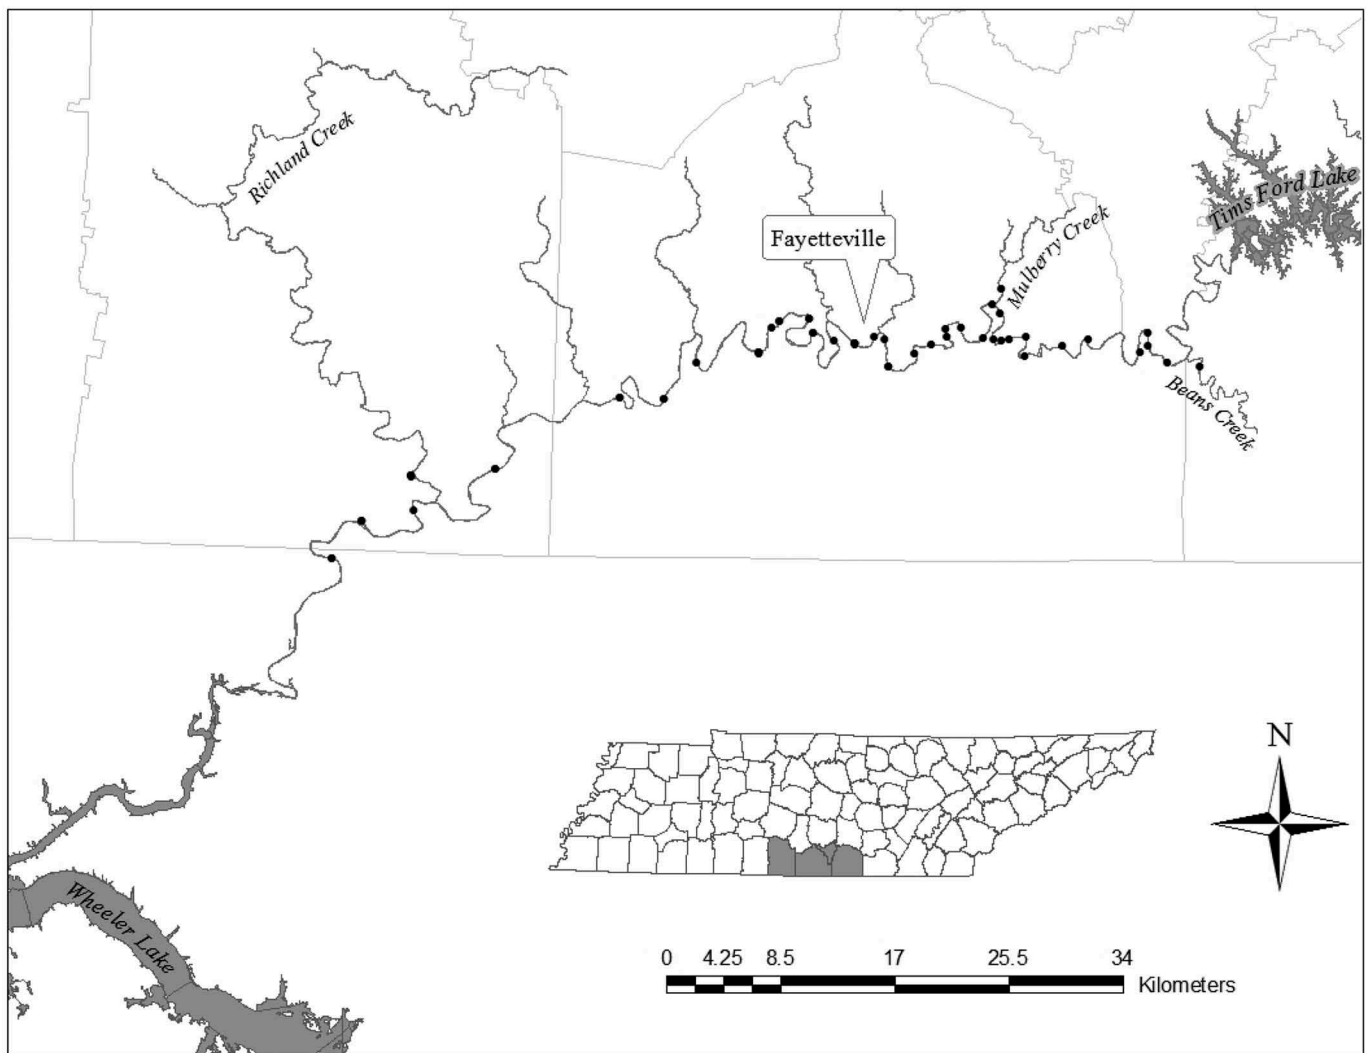 Richland Creek
Tims Ford Lake
Fayetteville
Mulberry Creek
Beans Creek
Wheeler Lake
N
0 4.25 8.5 17 25.5 34
Kilometers